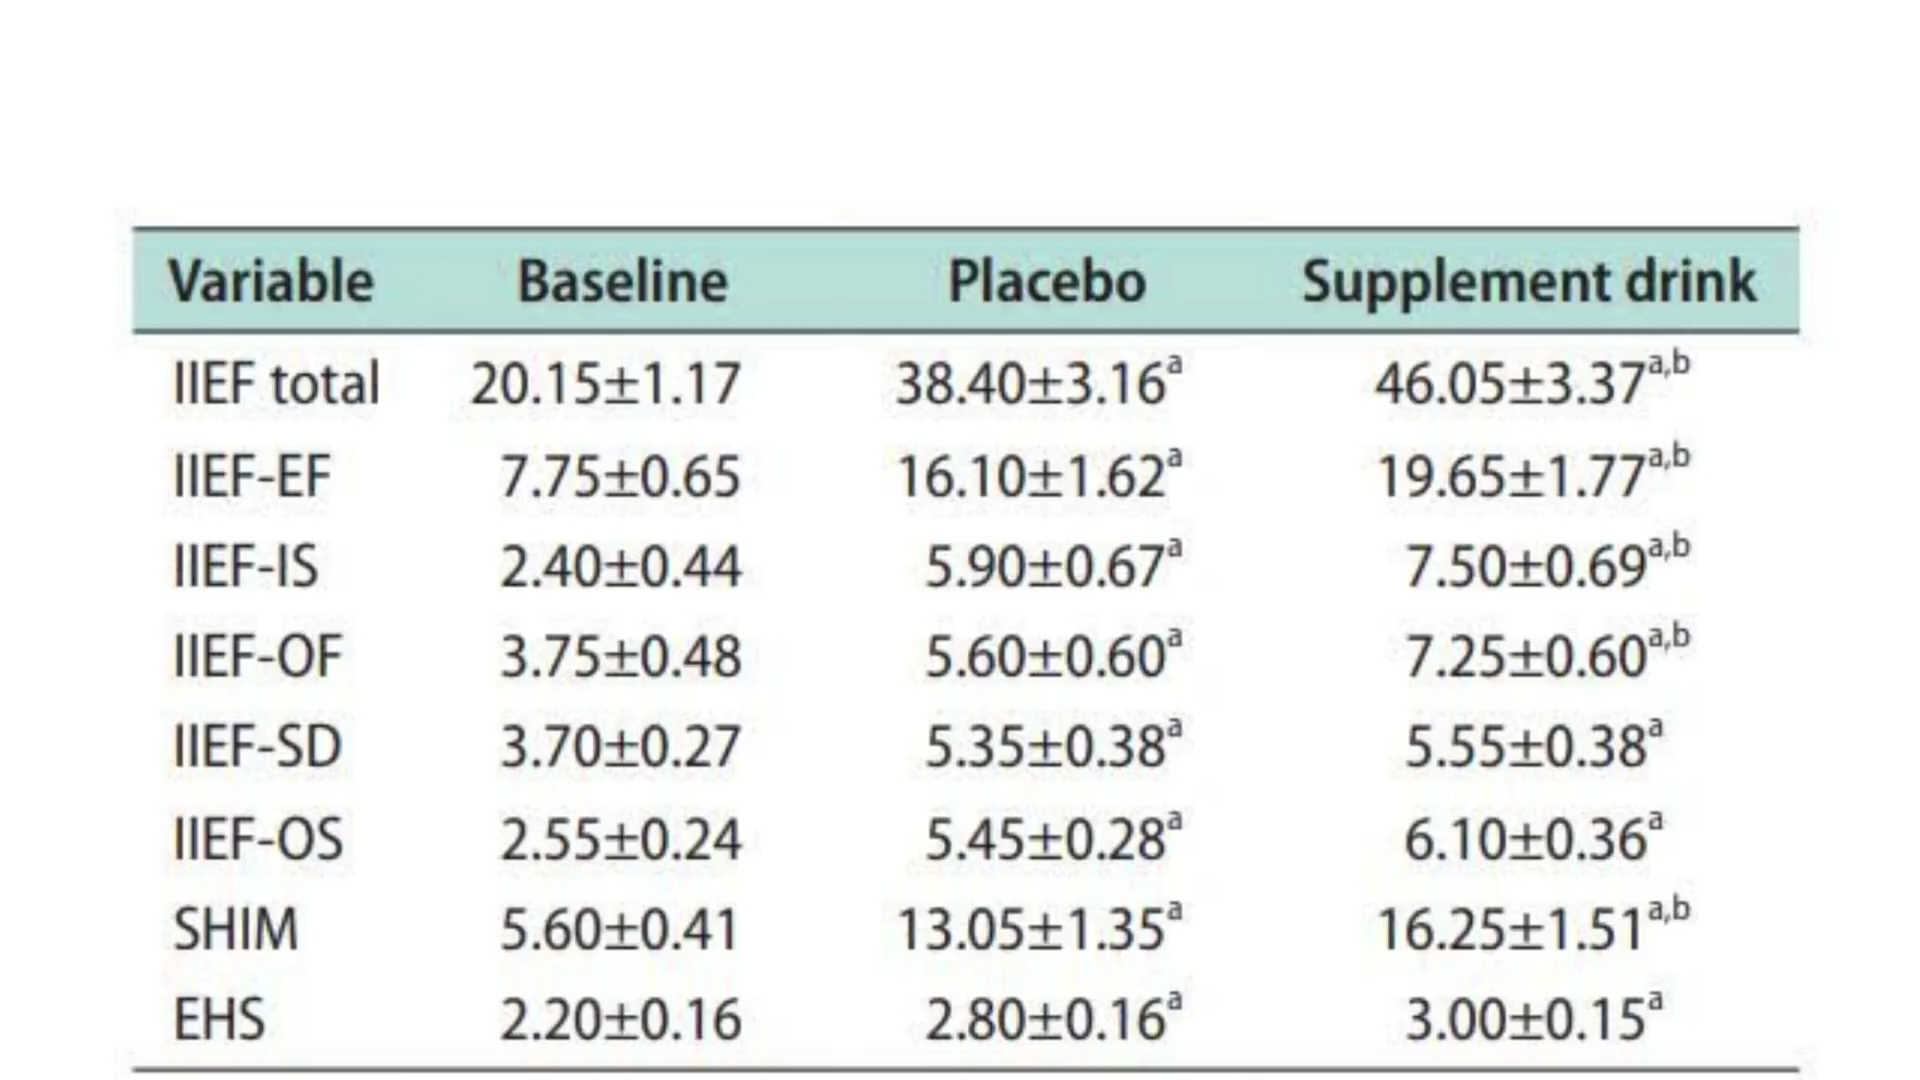 Variable Baseline Placebo Supplement drink
IIEF total 20.15±1.17 38.40±3.16a 46.05±3.37a,b
IIEF-EF 7.75±0.65 16.10±1.62a 19.65±1.77a,b
IIEF-IS 2.40±0.44 5.90±0.67a 7.50±0.69a,b
IIEF-OF 3.75±0.48 5.60±0.60a 7.25±0.60a,b
IIEF-SD 3.70±0.27 5.35±0.38a 5.55±0.38a
IIEF-OS 2.55±0.24 5.45±0.28a 6.10±0.36a
SHIM 5.60±0.41 13.05±1.35a 16.25±1.51a,b
EHS 2.20±0.16 2.80±0.16a 3.00±0.15a